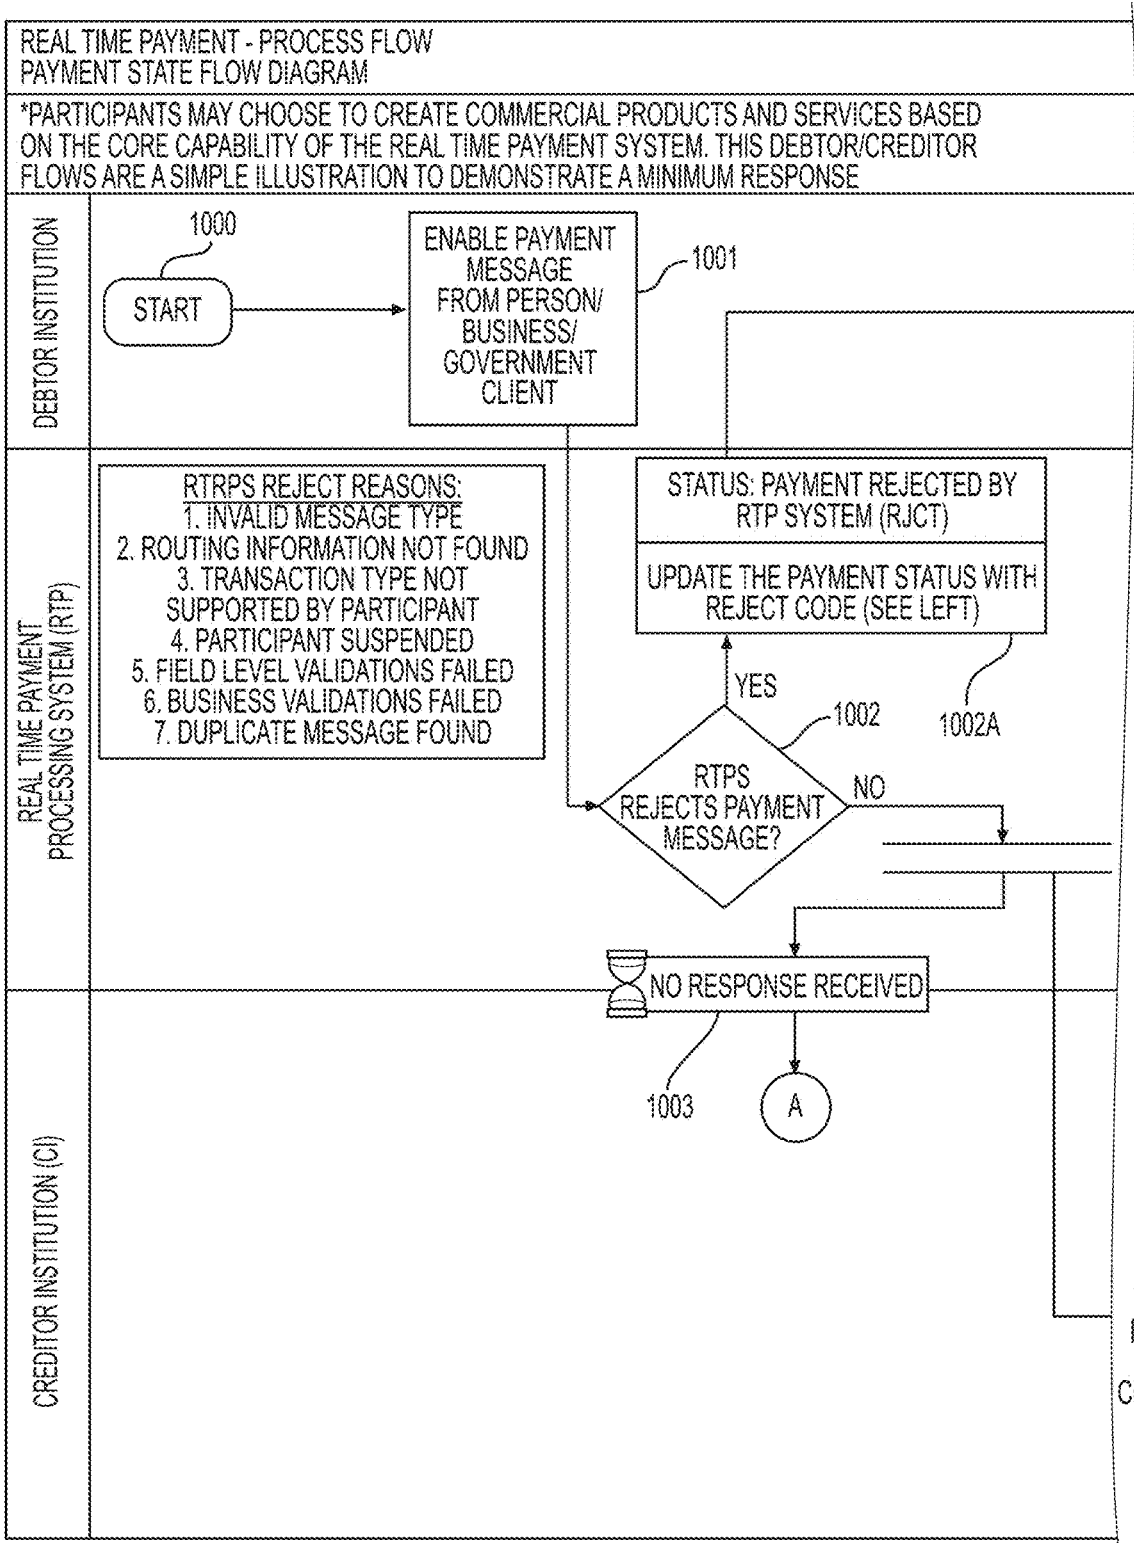 REAL TIME PAYMENT - PROCESS FLOW
PAYMENT STATE FLOW DIAGRAM
*PARTICIPANTS MAY CHOOSE TO CREATE COMMERCIAL PRODUCTS AND SERVICES BASED
ON THE CORE CAPABILITY OF THE REAL TIME PAYMENT SYSTEM. THIS DEBTOR/CREDITOR
FLOWS ARE A SIMPLE ILLUSTRATION TO DEMONSTRATE A MINIMUM RESPONSE
DEBTOR INSTITUTION
1000
START
ENABLE PAYMENT
MESSAGE
FROM PERSON/
BUSINESS/
GOVERNMENT
CLIENT
1001
REAL TIME PAYMENT
PROCESSING SYSTEM (RTP)
RTRPS REJECT REASONS:
1. INVALID MESSAGE TYPE
2. ROUTING INFORMATION NOT FOUND
3. TRANSACTION TYPE NOT
SUPPORTED BY PARTICIPANT
4. PARTICIPANT SUSPENDED
5. FIELD LEVEL VALIDATIONS FAILED
6. BUSINESS VALIDATIONS FAILED
7. DUPLICATE MESSAGE FOUND
STATUS: PAYMENT REJECTED BY
RTP SYSTEM (RJCT)
UPDATE THE PAYMENT STATUS WITH
REJECT CODE (SEE LEFT)
1002A
YES
1002
RTPS
REJECTS PAYMENT
MESSAGE?
NO
NO RESPONSE RECEIVED
1003
A
CREDITOR INSTITUTION (CI)
C